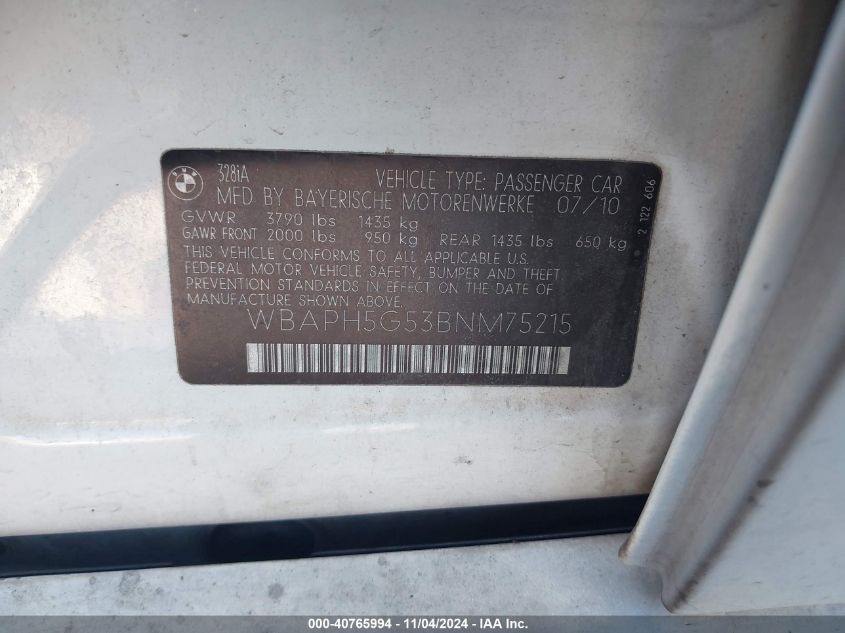 BMW
328iA VEHICLE TYPE: PASSENGER CAR
MFD BY BAYERISCHE MOTORENWERKE 07/10
GVWR 3790 lbs 1435 kg
GAWR FRONT 2000 lbs 950 kg REAR 1435 lbs 650 kg
THIS VEHICLE CONFORMS TO ALL APPLICABLE U.S.
FEDERAL MOTOR VEHICLE SAFETY, BUMPER AND THEFT
PREVENTION STANDARDS IN EFFECT ON THE DATE OF
MANUFACTURE SHOWN ABOVE.
WBAPH5G53BNM75215
2 122 606
000-40765994 - 11/04/2024 - IAA Inc.